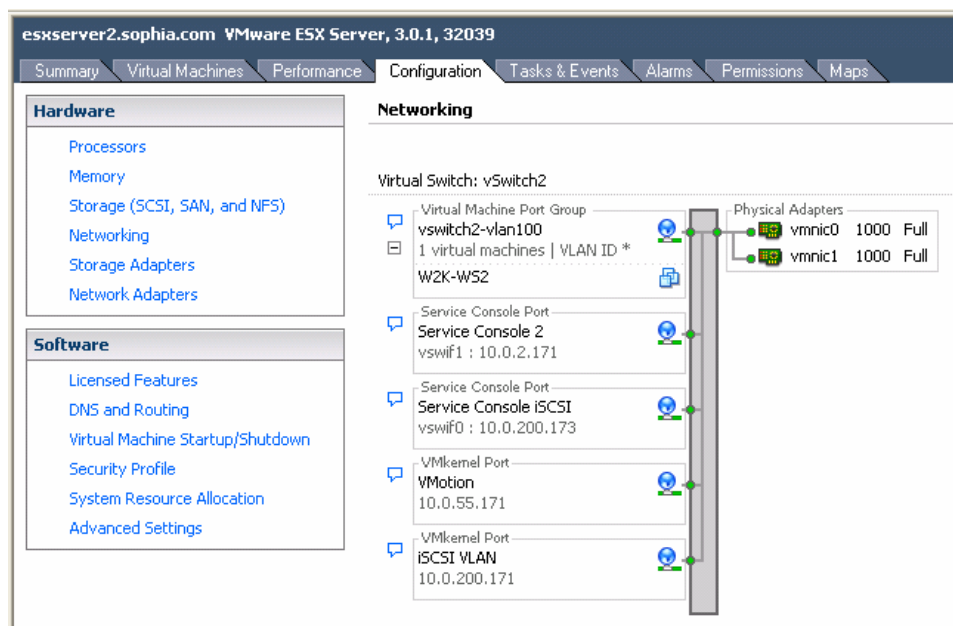 esxserver2.sophia.com VMware ESX Server, 3.0.1, 32039
Summary Virtual Machines Performance Configuration Tasks & Events Alarms Permissions Maps
Hardware
Processors
Memory
Storage (SCSI, SAN, and NFS)
Networking
Storage Adapters
Network Adapters
Software
Licensed Features
DNS and Routing
Virtual Machine Startup/Shutdown
Security Profile
System Resource Allocation
Advanced Settings
Networking
Virtual Switch: vSwitch2
Virtual Machine Port Group
vswitch2-vlan100
1 virtual machines | VLAN ID *
W2K-WS2
Service Console Port
Service Console 2
vswif1 : 10.0.2.171
Service Console Port
Service Console iSCSI
vswif0 : 10.0.200.173
VMkernel Port
VMotion
10.0.55.171
VMkernel Port
iSCSI VLAN
10.0.200.171
Physical Adapters
vmnic0 1000 Full
vmnic1 1000 Full